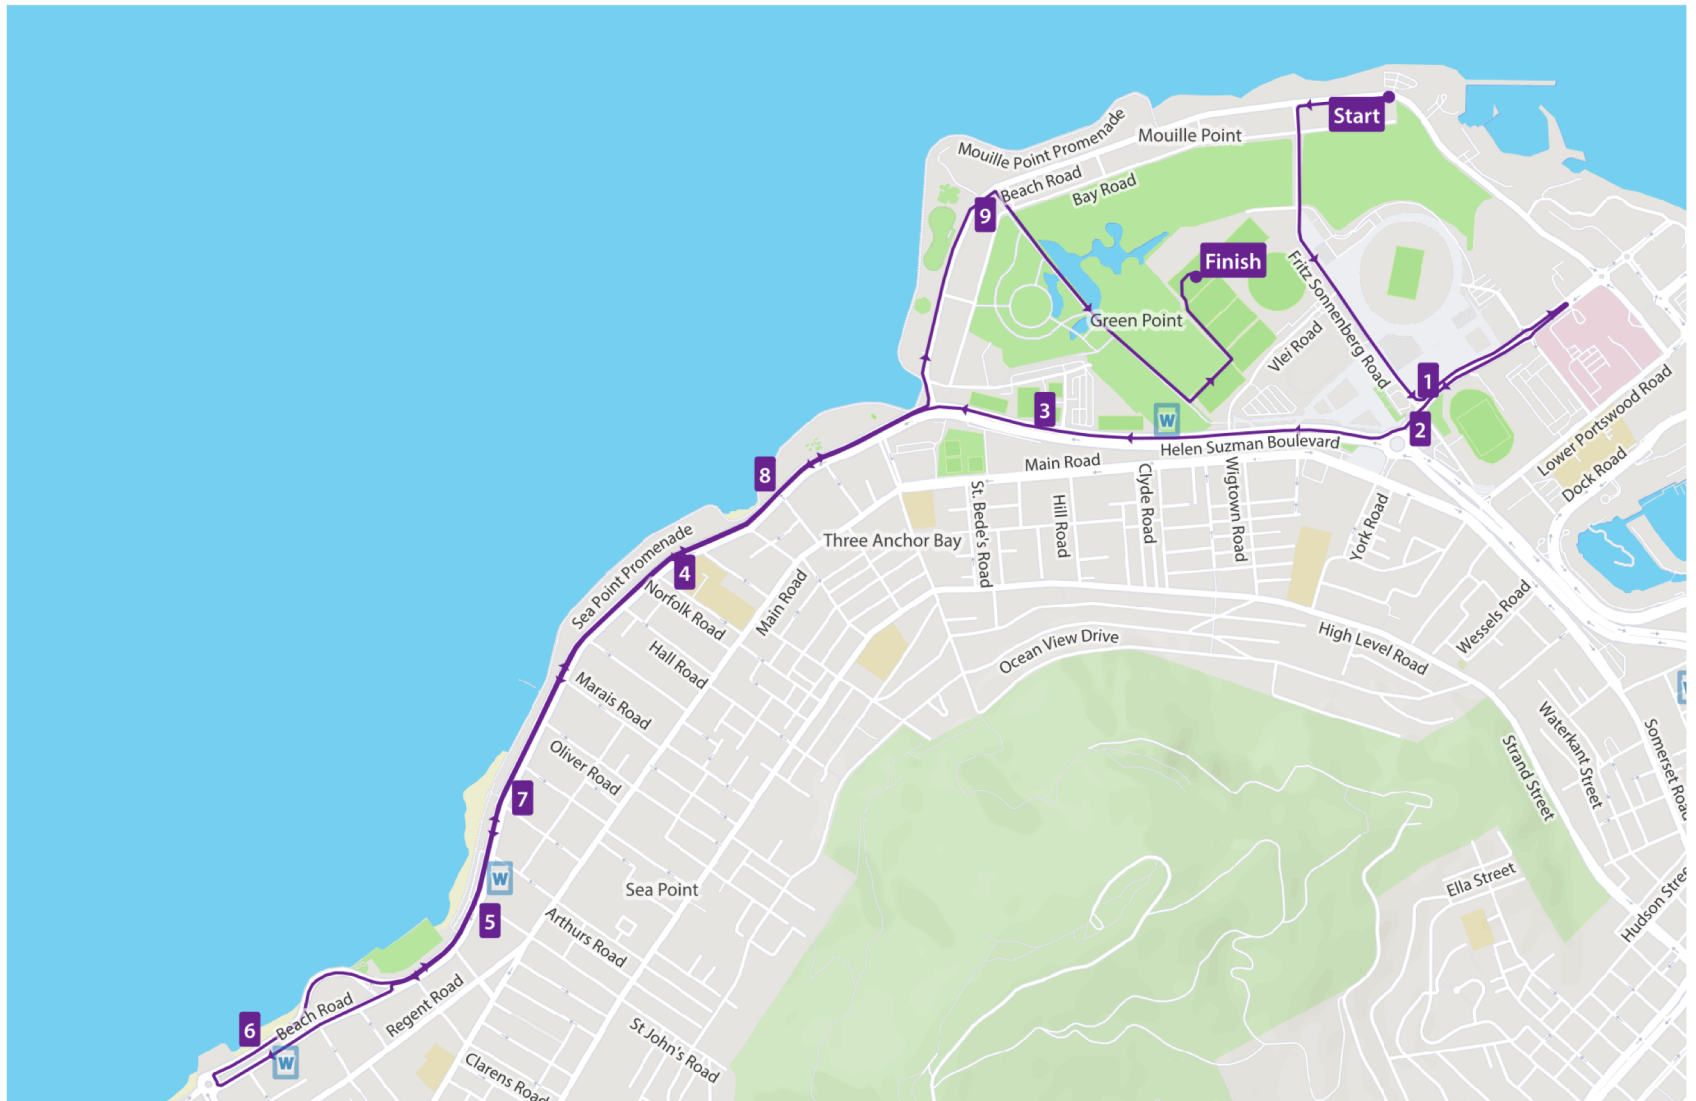 Start
Mouille Point Promenade
Mouille Point
Beach Road
Bay Road
9
Finish
Fritz Sonnenberg Road
Green Point
Vlei Road
1
Lower Portswood Road
3
W
2
Helen Suzman Boulevard
Main Road
Dock Road
8
St. Bede's Road
Hill Road
Clyde Road
Wigtown Road
York Road
Three Anchor Bay
Sea Point Promenade
4
Norfolk Road
Main Road
Hall Road
Ocean View Drive
High Level Road
Wessels Road
Marais Road
Oliver Road
Waterkant Street
Somerset Road
Strand Street
7
W
Sea Point
Ella Street
5
Arthurs Road
Hudson Stree
Regent Road
Beach Road
6
W
St John's Road
Clarens Road